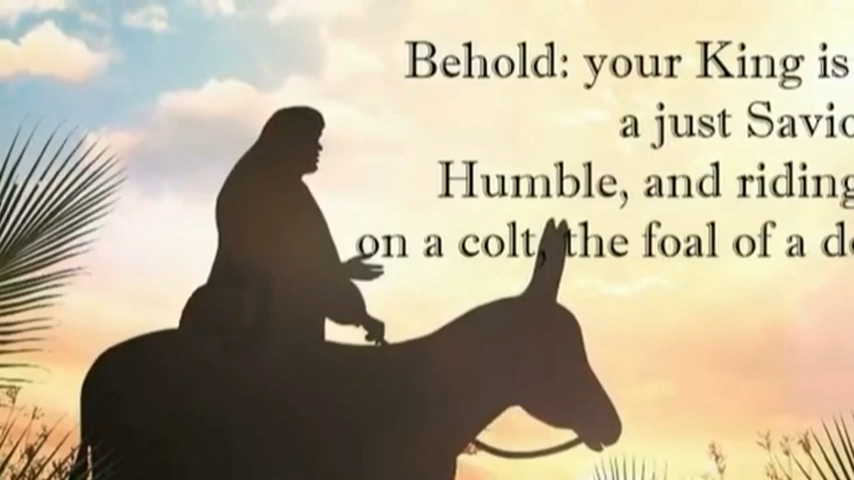 Behold: your King is
a just
Humble, and riding
on a colt, the foal of a